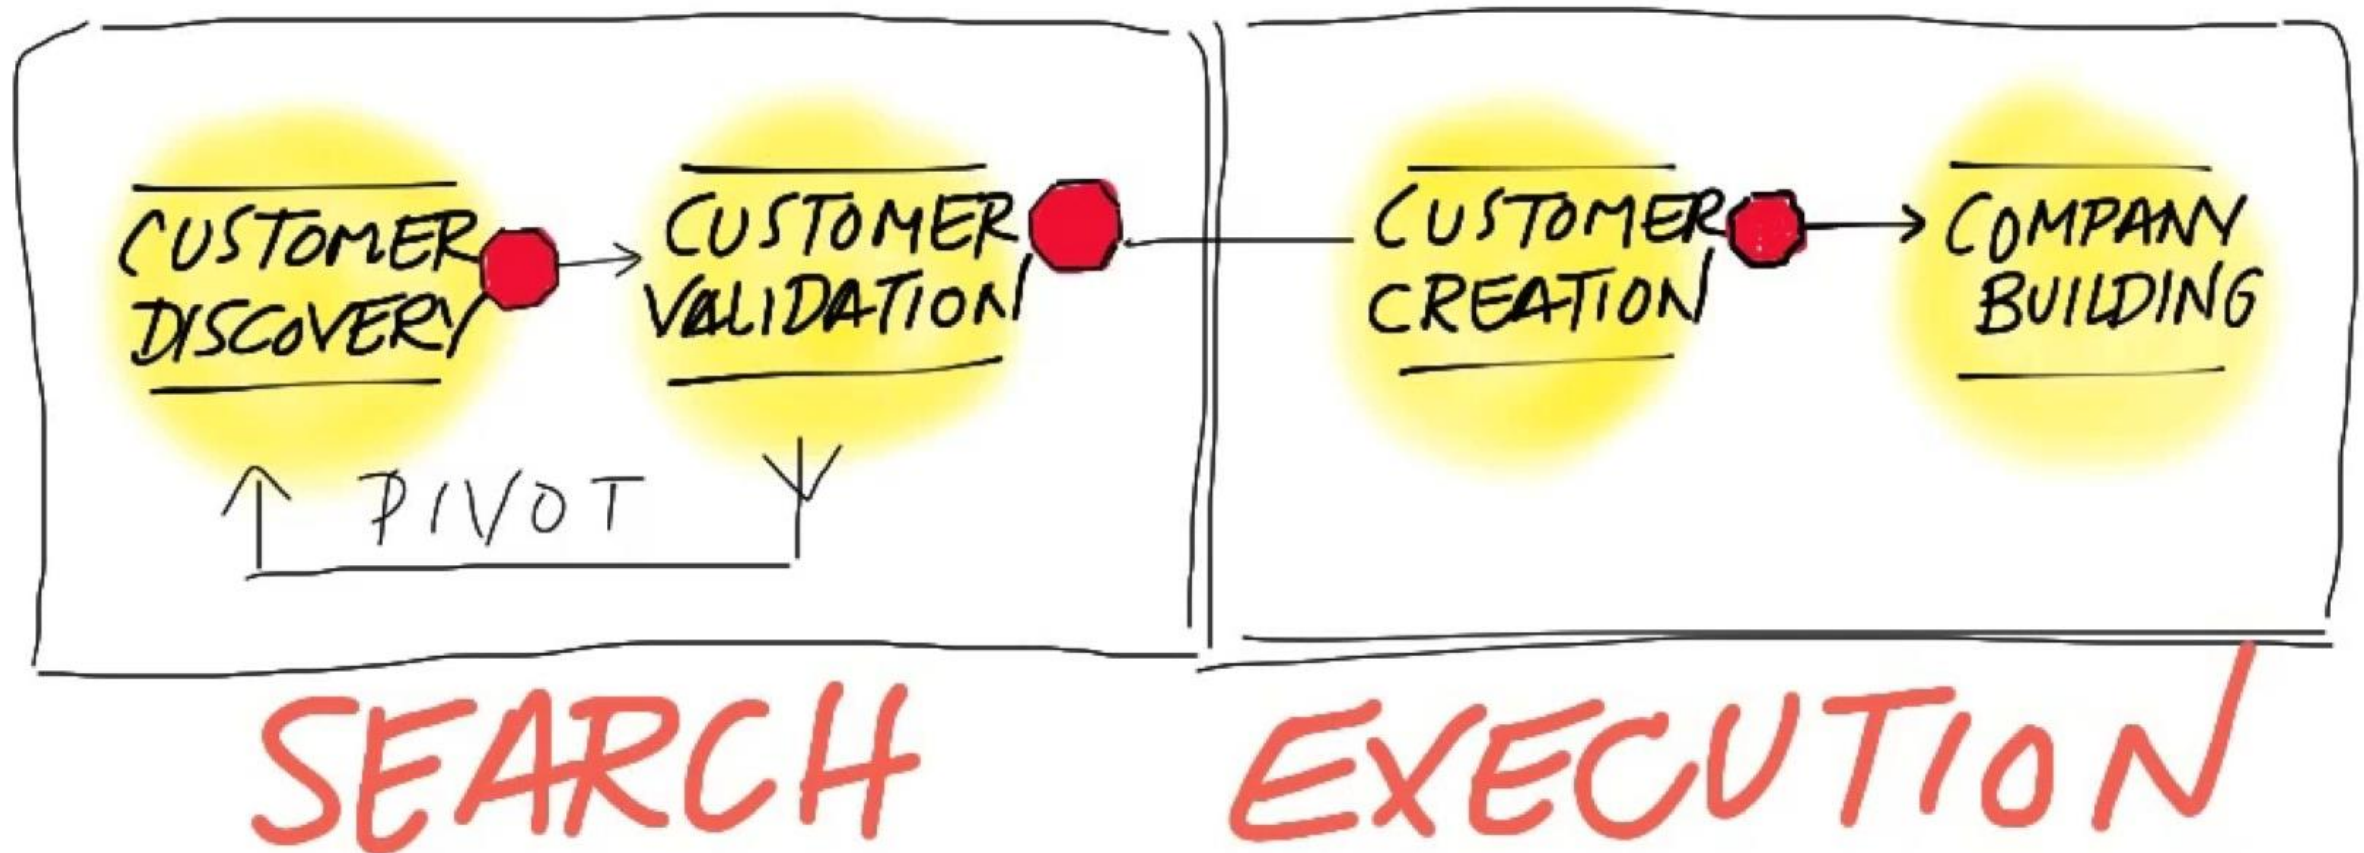 CUSTOMER
DISCOVERY
CUSTOMER
VALIDATION
PIVOT
CUSTOMER
CREATION
COMPANY
BUILDING
SEARCH
EXECUTION